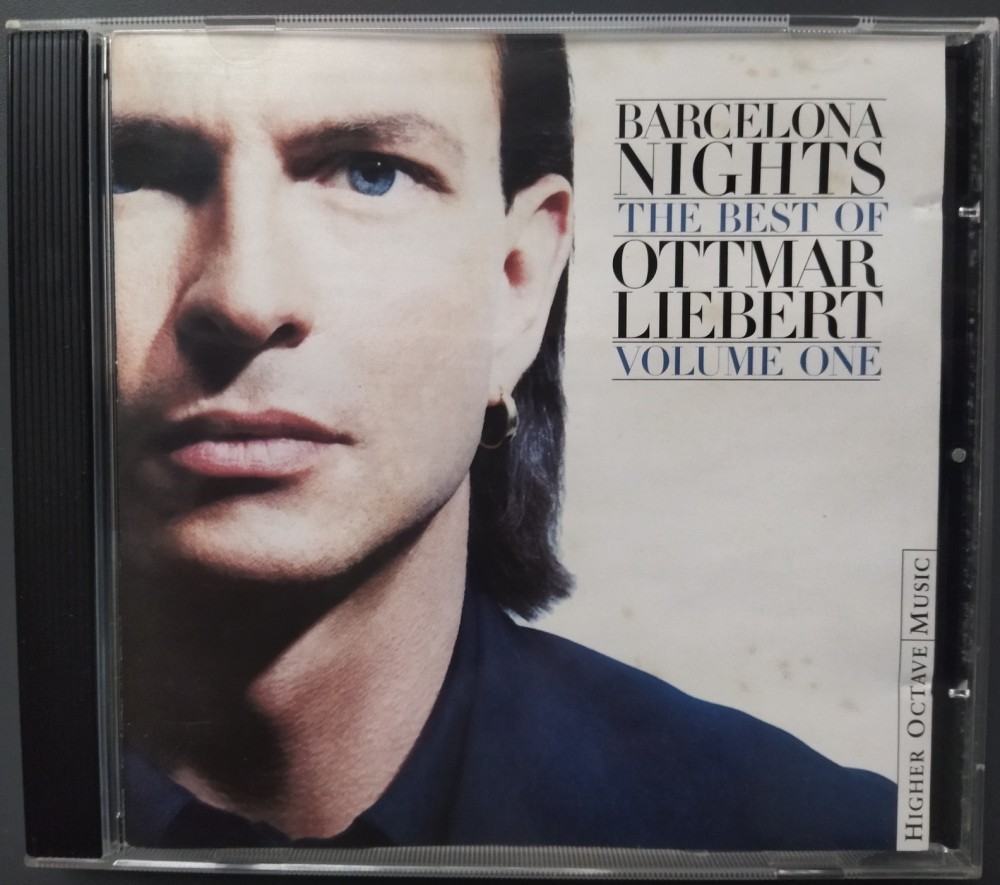 BARCELONA
NIGHTS
THE BEST OF
OTTMAR
LIEBERT
VOLUME ONE
HIGHER OCTAVE MUSIC